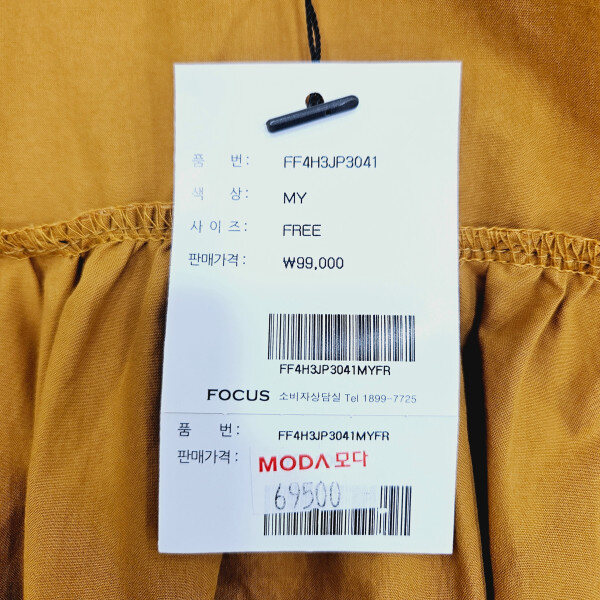 품 번: FF4H3JP3041
색 상: MY
사이즈: FREE
판매가격: ₩99,000
FF4H3JP3041MYFR
FOCUS 소비자상담실 Tel 1899-7725
품 번: FF4H3JP3041MYFR
판매가격: MODA 모다
69500